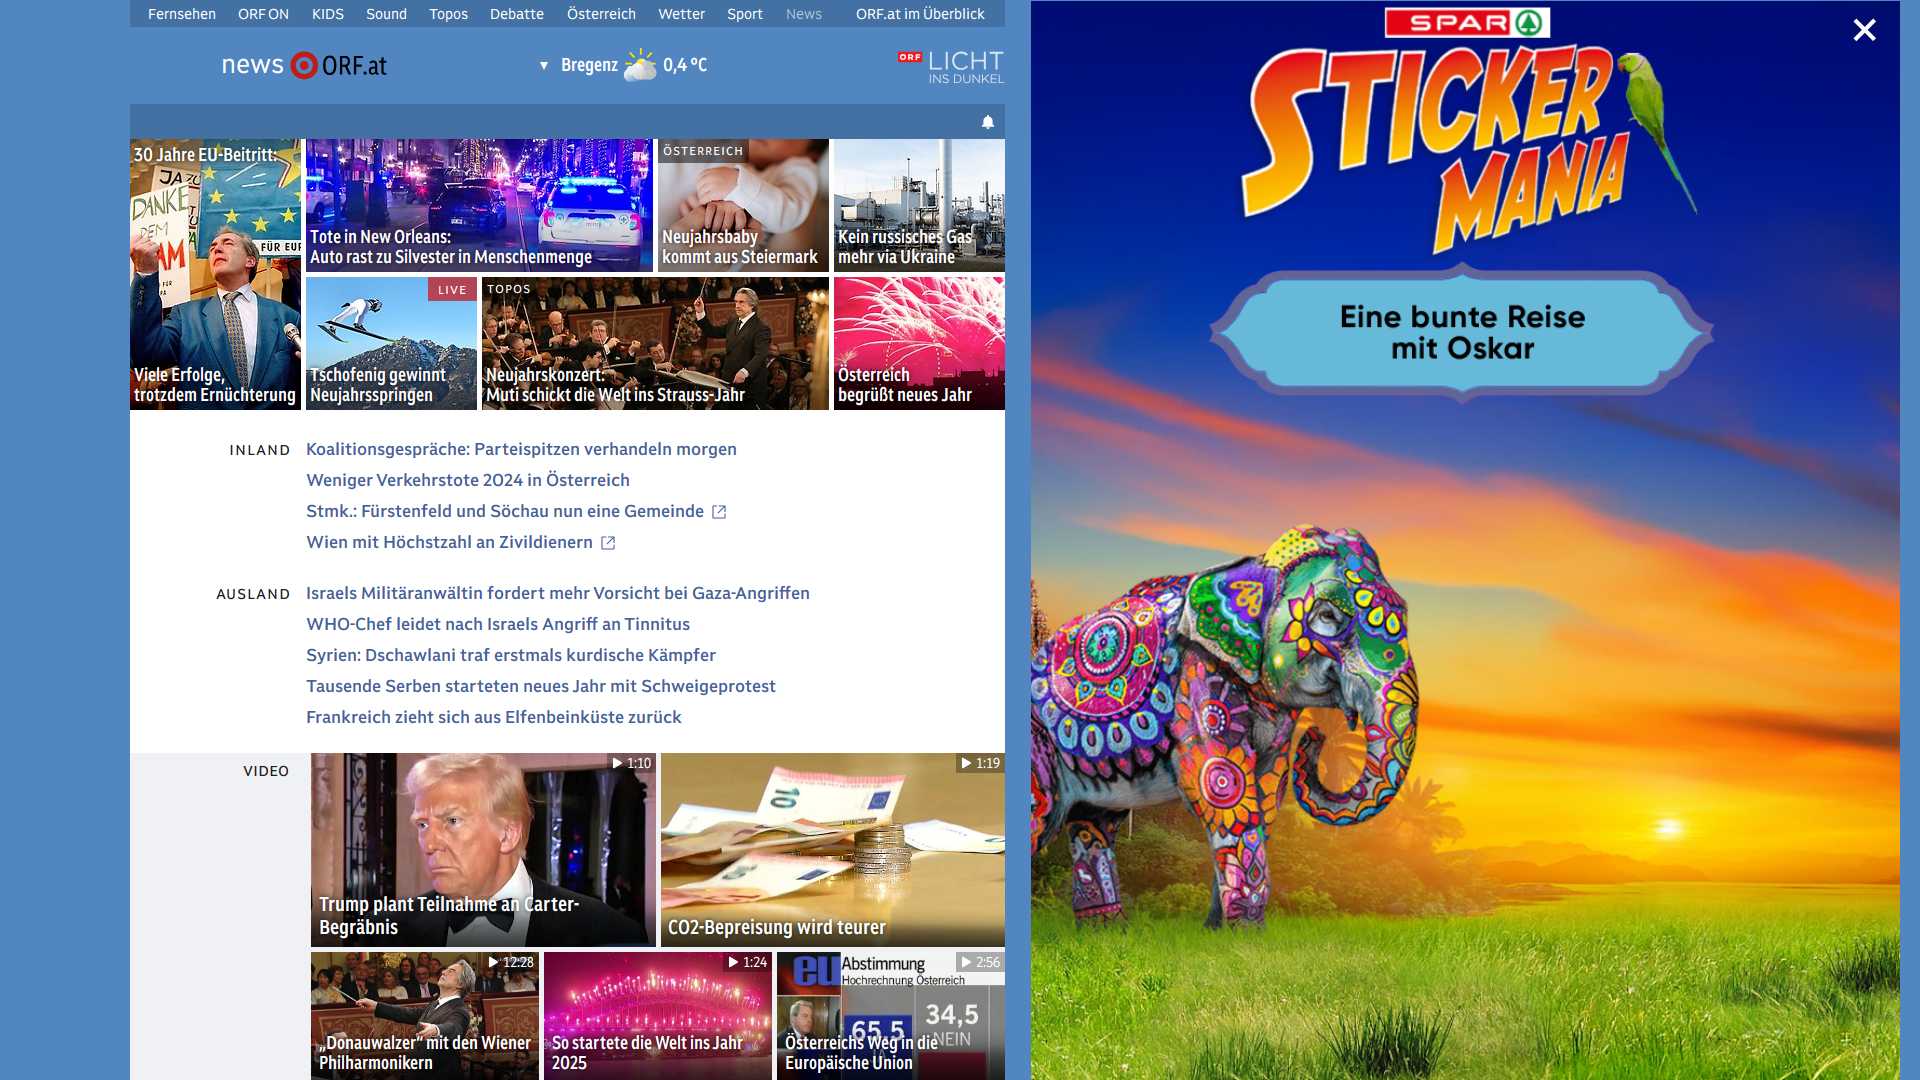 Fernsehen ORF ON KIDS Sound Topos Debatte Österreich Wetter Sport News ORF.at im Überblick
news ORF.at
Bregenz 0,4 °C
ORF LICHT
INS DUNKEL
30 Jahre EU-Beitritt:
JA ZU
DANKE
DEM
FÜR EUR
Viele Erfolge,
trotzdem Ernüchterung
Tote in New Orleans:
Auto rast zu Silvester in Menschenmenge
ÖSTERREICH
Neujahrsbaby
kommt aus Steiermark
Kein russisches Gas
mehr via Ukraine
LIVE
Tschofenig gewinnt
Neujahrsspringen
TOPOS
Neujahrskonzert:
Muti schickt die Welt ins Strauss-Jahr
Österreich
begrüßt neues Jahr
INLAND
Koalitionsgespräche: Parteispitzen verhandeln morgen
Weniger Verkehrstote 2024 in Österreich
Stmk.: Fürstenfeld und Söchau nun eine Gemeinde
Wien mit Höchstzahl an Zivildienern
AUSLAND
Israels Militäranwältin fordert mehr Vorsicht bei Gaza-Angriffen
WHO-Chef leidet nach Israels Angriff an Tinnitus
Syrien: Dschawlani traf erstmals kurdische Kämpfer
Tausende Serben starteten neues Jahr mit Schweigeprotest
Frankreich zieht sich aus Elfenbeinküste zurück
VIDEO
1:10
Trump plant Teilnahme an Carter-
Begräbnis
1:19
10
CO2-Bepreisung wird teurer
12:28
„Donauwalzer“ mit den Wiener
Philharmonikern
1:24
So startete die Welt ins Jahr
2025
2:56
eu Abstimmung
Hochrechnung Österreich
65,5
34,5
NEIN
Österreichs Weg in die
Europäische Union
SPAR
STICKER
MANIA
Eine bunte Reise
mit Oskar